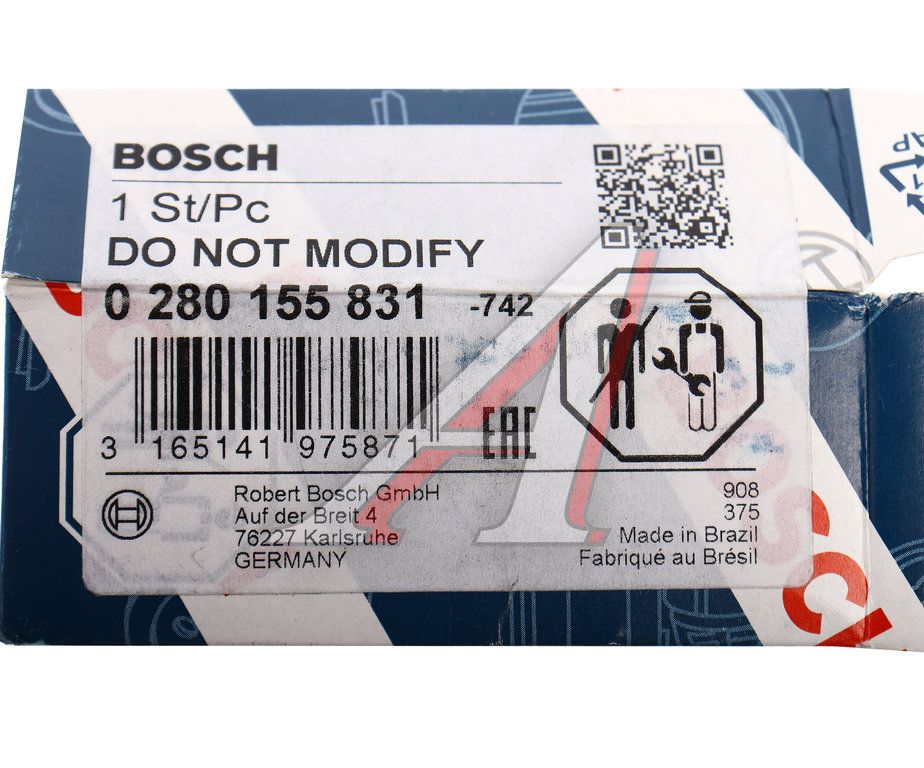 BOSCH
1 St/Pc
DO NOT MODIFY
0 280 155 831 -742
3 165141 975871
EAC
Robert Bosch GmbH
Auf der Breit 4
76227 Karlsruhe
GERMANY
908
375
Made in Brazil
Fabriqué au Brésil
AP